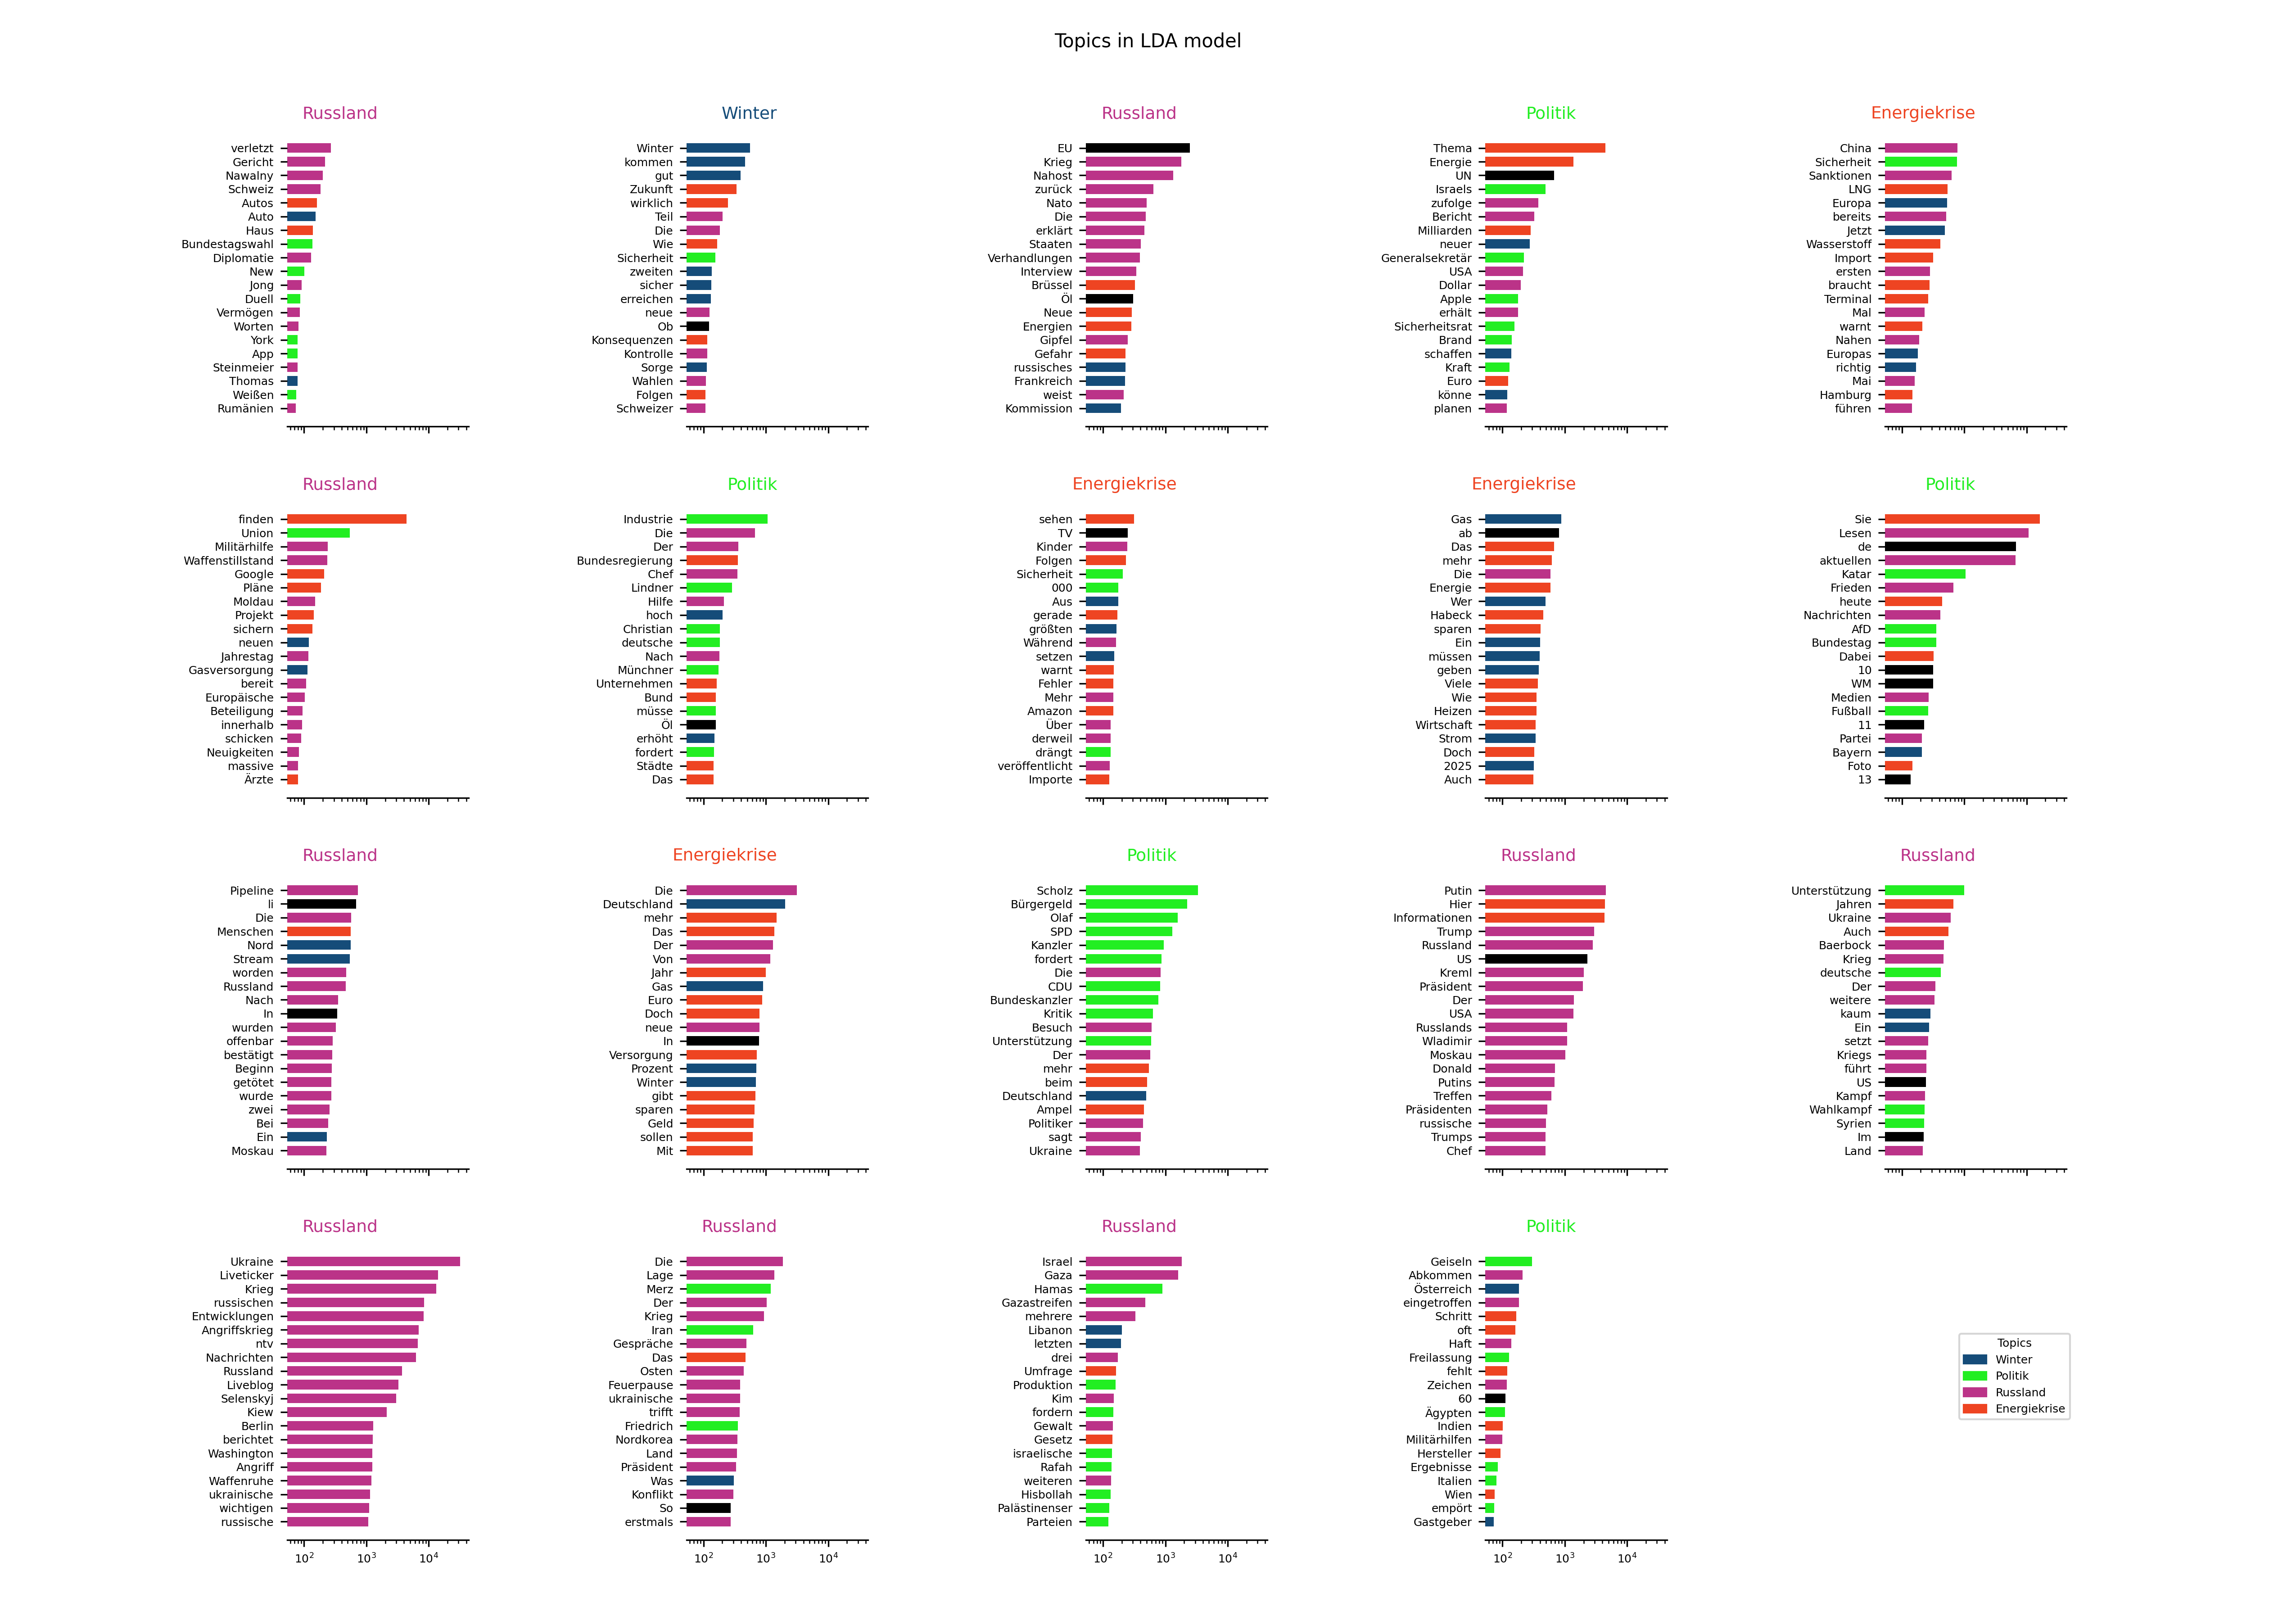 Topics in LDA model
Russland
verletzt
Gericht
Nawalny
Schweiz
Autos
Auto
Haus
Bundestagswahl
Diplomatie
New
Jong
Duell
Vermögen
Worten
York
App
Steinmeier
Thomas
Weißen
Rumänien
Winter
Winter
kommen
gut
Zukunft
wirklich
Teil
Die
Wie
Sicherheit
zweiten
sicher
erreichen
neue
Ob
Konsequenzen
Kontrolle
Sorge
Wahlen
Folgen
Schweizer
Russland
EU
Krieg
Nahost
zurück
Nato
Die
erklärt
Staaten
Verhandlungen
Interview
Brüssel
Öl
Neue
Energien
Gipfel
Gefahr
russisches
Frankreich
weist
Kommission
Politik
Thema
Energie
UN
Israels
zufolge
Bericht
Milliarden
neuer
Generalsekretär
USA
Dollar
Apple
erhält
Sicherheitsrat
Brand
schaffen
Kraft
Euro
könne
planen
Energiekrise
China
Sicherheit
Sanktionen
LNG
Europa
bereits
Jetzt
Wasserstoff
Import
ersten
braucht
Terminal
Mal
warnt
Nahen
Europas
richtig
Mai
Hamburg
führen
Russland
finden
Union
Militärhilfe
Waffenstillstand
Google
Pläne
Moldau
Projekt
sichern
neuen
Jahrestag
Gasversorgung
bereit
Europäische
Beteiligung
innerhalb
schicken
Neuigkeiten
massive
Ärzte
Politik
Industrie
Die
Der
Bundesregierung
Chef
Lindner
Hilfe
hoch
Christian
deutsche
Nach
Münchner
Unternehmen
Bund
müsse
Öl
erhöht
fordert
Städte
Das
Energiekrise
sehen
TV
Kinder
Folgen
Sicherheit
000
Aus
gerade
größten
Während
setzen
warnt
Fehler
Mehr
Amazon
Über
derweil
drängt
veröffentlicht
Importe
Energiekrise
Gas
ab
Das
mehr
Die
Energie
Wer
Habeck
sparen
Ein
müssen
geben
Viele
Wie
Heizen
Wirtschaft
Strom
Doch
2025
Auch
Politik
Sie
Lesen
de
aktuellen
Katar
Frieden
heute
Nachrichten
AfD
Bundestag
Dabei
10
WM
Medien
Fußball
11
Partei
Bayern
Foto
13
Russland
Pipeline
li
Die
Menschen
Nord
Stream
worden
Russland
Nach
In
wurden
offenbar
bestätigt
Beginn
getötet
wurde
zwei
Bei
Ein
Moskau
Energiekrise
Die
Deutschland
mehr
Das
Der
Von
Jahr
Gas
Euro
Doch
neue
In
Versorgung
Prozent
Winter
gibt
sparen
Geld
sollen
Mit
Politik
Scholz
Bürgergeld
Olaf
SPD
Kanzler
fordert
Die
CDU
Bundeskanzler
Kritik
Besuch
Unterstützung
Der
mehr
beim
Deutschland
Ampel
Politiker
sagt
Ukraine
Russland
Putin
Hier
Informationen
Trump
Russland
US
Kreml
Präsident
Der
USA
Russlands
Wladimir
Moskau
Donald
Putins
Treffen
Präsidenten
russische
Trumps
Chef
Russland
Unterstützung
Jahren
Ukraine
Auch
Baerbock
Krieg
deutsche
Der
weitere
kaum
Ein
setzt
Kriegs
führt
US
Kampf
Wahlkampf
Syrien
Im
Land
Russland
Ukraine
Liveticker
Krieg
russischen
Entwicklungen
Angriffskrieg
ntv
Nachrichten
Russland
Liveblog
Selenskyj
Kiew
Berlin
berichtet
Washington
Angriff
Waffenruhe
ukrainische
wichtigen
russische
10² 10³ 10⁴
Russland
Die
Lage
Merz
Der
Krieg
Iran
Gespräche
Das
Osten
Feuerpause
ukrainische
trifft
Friedrich
Nordkorea
Land
Präsident
Was
Konflikt
So
erstmals
10² 10³ 10⁴
Russland
Israel
Gaza
Hamas
Gazastreifen
mehrere
Libanon
letzten
drei
Umfrage
Produktion
Kim
fordern
Gewalt
Gesetz
israelische
Rafah
weiteren
Hisbollah
Palästinenser
Parteien
10² 10³ 10⁴
Politik
Geiseln
Abkommen
Österreich
eingetroffen
Schritt
oft
Haft
Freilassung
fehlt
Zeichen
60
Ägypten
Indien
Militärhilfen
Hersteller
Ergebnisse
Italien
Wien
empört
Gastgeber
10² 10³ 10⁴
Topics
Winter
Politik
Russland
Energiekrise